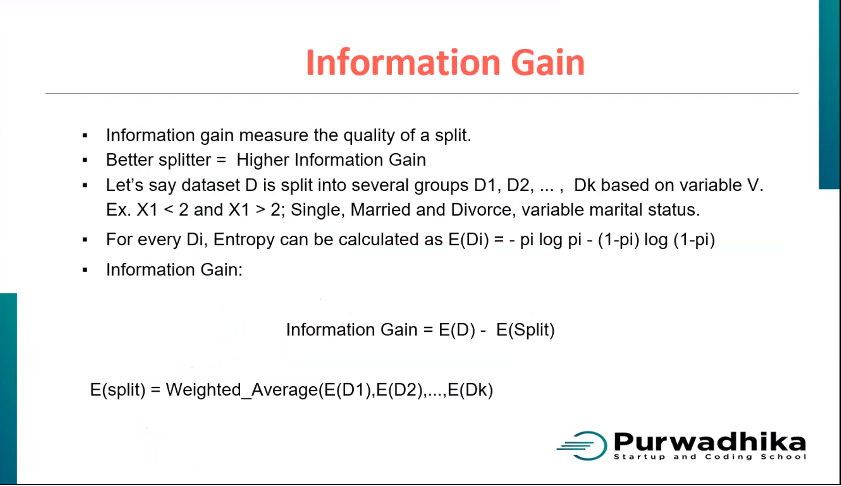 Information Gain
▪ Information gain measure the quality of a split.
▪ Better splitter = Higher Information Gain
▪ Let's say dataset D is split into several groups D1, D2, ... , Dk based on variable V.
Ex. X1 < 2 and X1 > 2; Single, Married and Divorce, variable marital status.
▪ For every Di, Entropy can be calculated as E(Di) = - pi log pi - (1-pi) log (1-pi)
▪ Information Gain:
Information Gain = E(D) - E(Split)
E(split) = Weighted_Average(E(D1),E(D2),...,E(Dk)
Purwadhika
Startup and Coding School